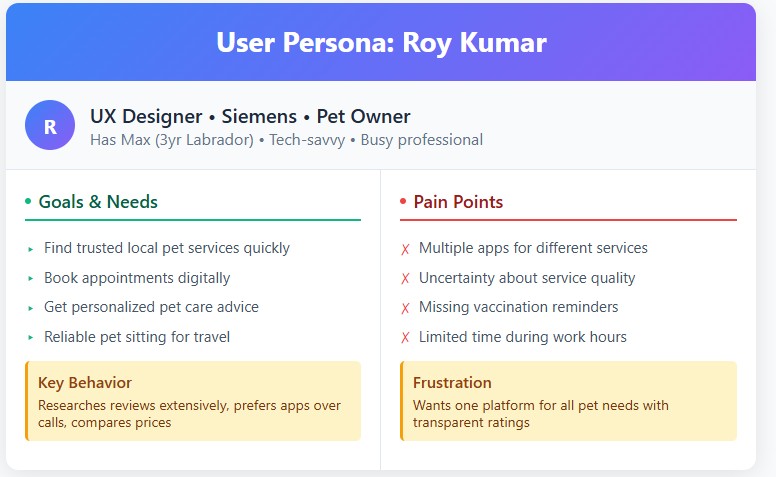 User Persona: Roy Kumar
R
UX Designer • Siemens • Pet Owner
Has Max (3yr Labrador) • Tech-savvy • Busy professional
• Goals & Needs
▸ Find trusted local pet services quickly
▸ Book appointments digitally
▸ Get personalized pet care advice
▸ Reliable pet sitting for travel
Key Behavior
Researches reviews extensively, prefers apps over
calls, compares prices
• Pain Points
✗ Multiple apps for different services
✗ Uncertainty about service quality
✗ Missing vaccination reminders
✗ Limited time during work hours
Frustration
Wants one platform for all pet needs with
transparent ratings